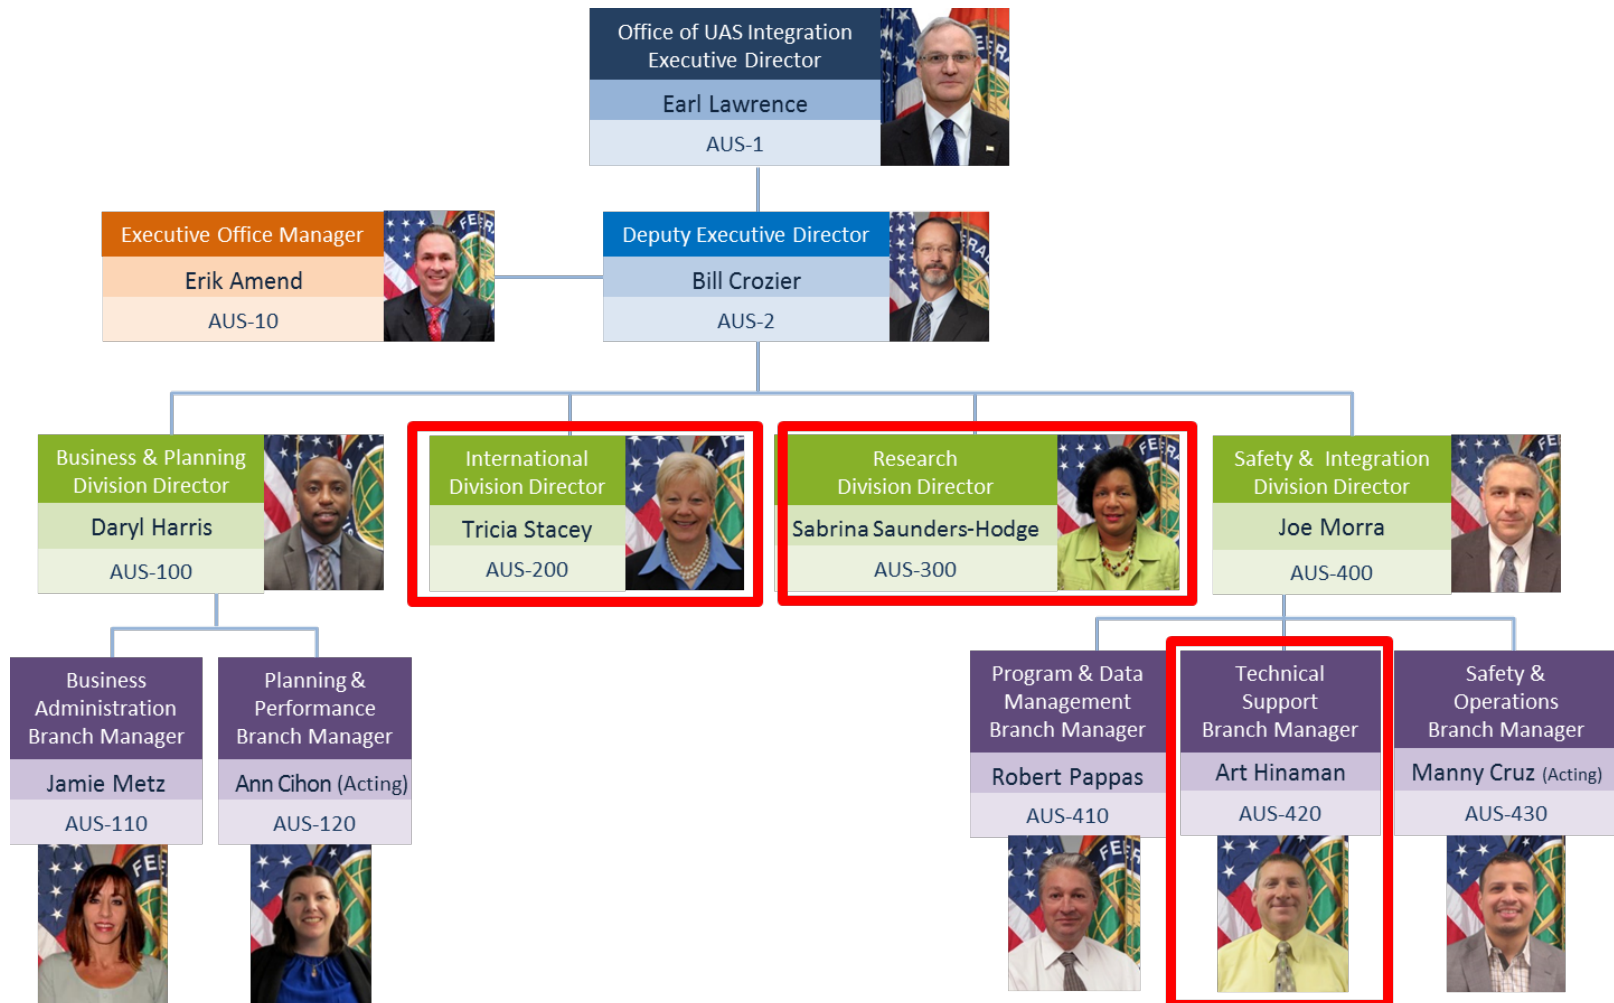 Office of UAS Integration
Executive Director
Earl Lawrence
AUS-1
Executive Office Manager
Erik Amend
AUS-10
Deputy Executive Director
Bill Crozier
AUS-2
Business & Planning
Division Director
Daryl Harris
AUS-100
International
Division Director
Tricia Stacey
AUS-200
Research
Division Director
Sabrina Saunders-Hodge
AUS-300
Safety & Integration
Division Director
Joe Morra
AUS-400
Business
Administration
Branch Manager
Jamie Metz
AUS-110
Planning &
Performance
Branch Manager
Ann Cihon (Acting)
AUS-120
Program & Data
Management
Branch Manager
Robert Pappas
AUS-410
Technical
Support
Branch Manager
Art Hinaman
AUS-420
Safety &
Operations
Branch Manager
Manny Cruz (Acting)
AUS-430